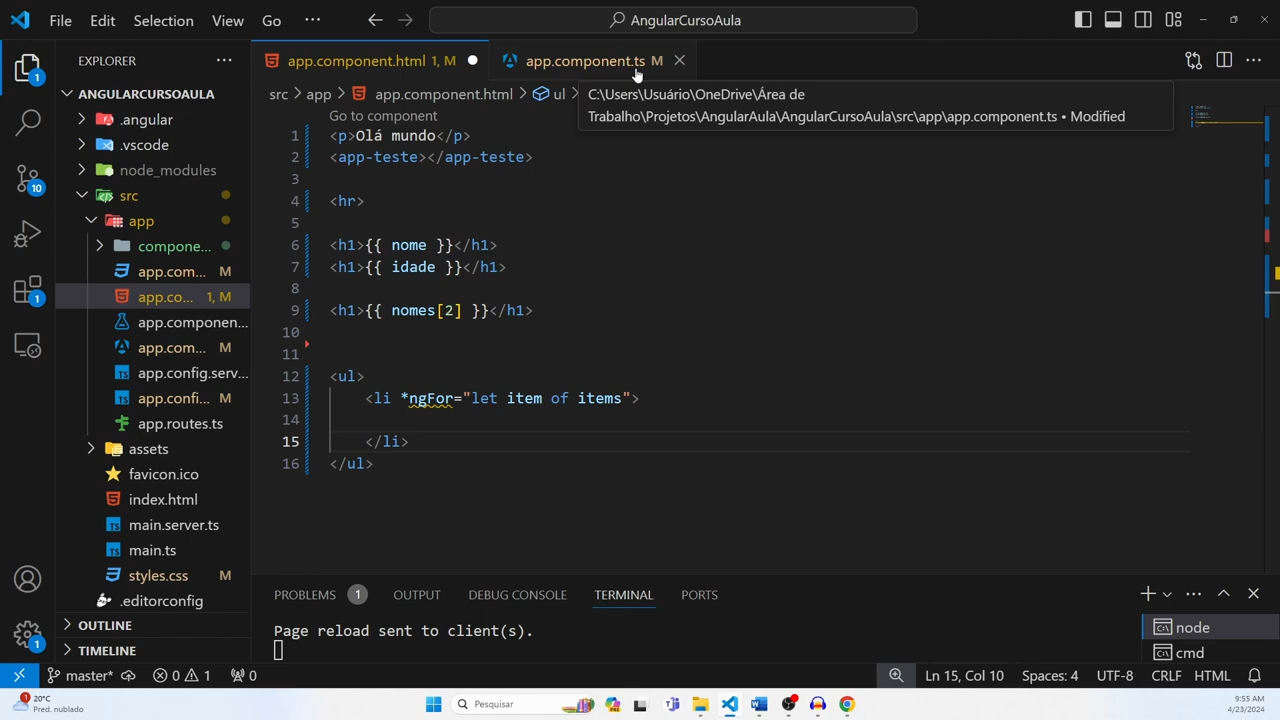 File Edit Selection View Go ··· AngularCursoAula
EXPLORER ···
ANGULARCURSOAULA
.angular
.vscode
node_modules
src
app
compone...
app.com... M
app.co... 1, M
app.componen...
app.com... M
app.config.serv...
app.confi... M
app.routes.ts
assets
favicon.ico
index.html
main.server.ts
main.ts
styles.css M
.editorconfig
OUTLINE
TIMELINE
1
10
1
1
app.component.html 1, M
app.component.ts M
src > app > app.component.html > ul >
C:\Users\Usuário\OneDrive\Área de
Trabalho\Projetos\AngularAula\AngularCursoAula\src\app\app.component.ts • Modified
Go to component
1 <p>Olá mundo</p>
2 <app-teste></app-teste>
3
4 <hr>
5
6 <h1>{{ nome }}</h1>
7 <h1>{{ idade }}</h1>
8
9 <h1>{{ nomes[2] }}</h1>
10
11
12 <ul>
13 <li *ngFor="let item of items">
14
15 </li>
16 </ul>
PROBLEMS 1 OUTPUT DEBUG CONSOLE TERMINAL PORTS
Page reload sent to client(s).
node
cmd
master* 0 1 0 Ln 15, Col 10 Spaces: 4 UTF-8 CRLF HTML
1 20°C
Pred. nublado
Pesquisar
9:55 AM
4/23/2024